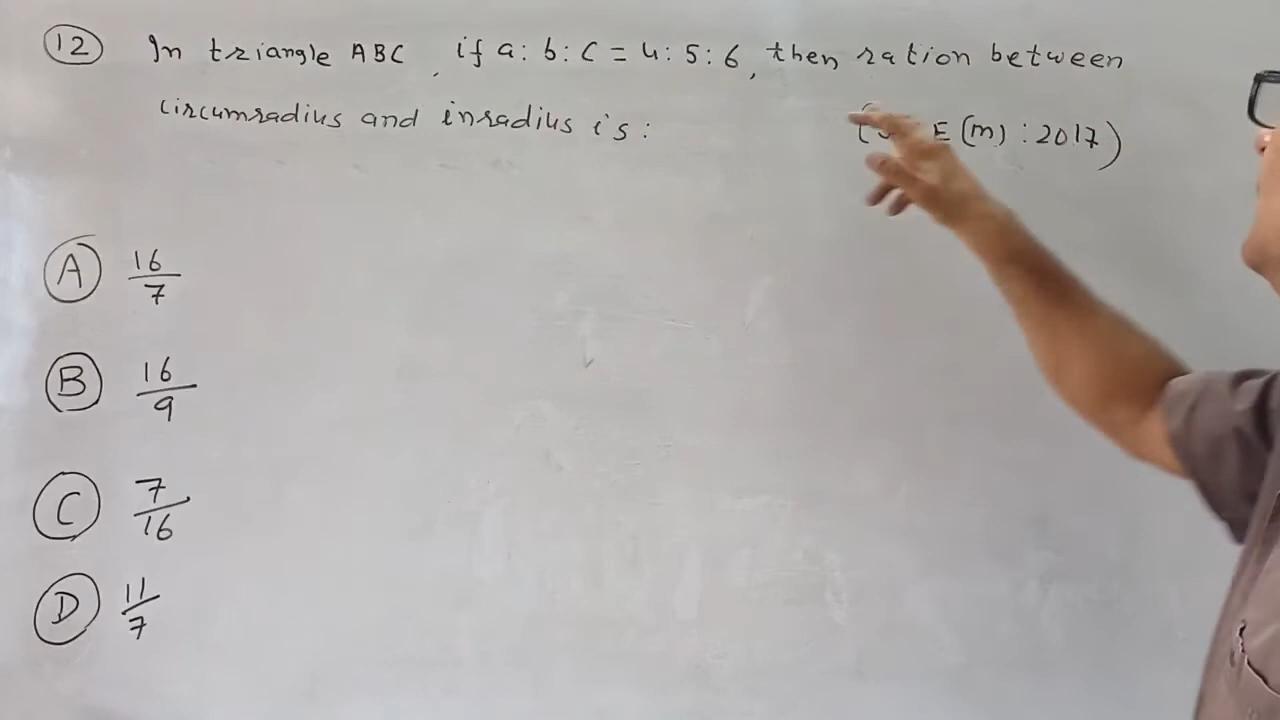 12 In triangle ABC, if a: b: c = 4: 5: 6, then ration between
circumradius and inradius is: E(m): 2017)
A 16/7
B 16/9
C 7/16
D 11/7